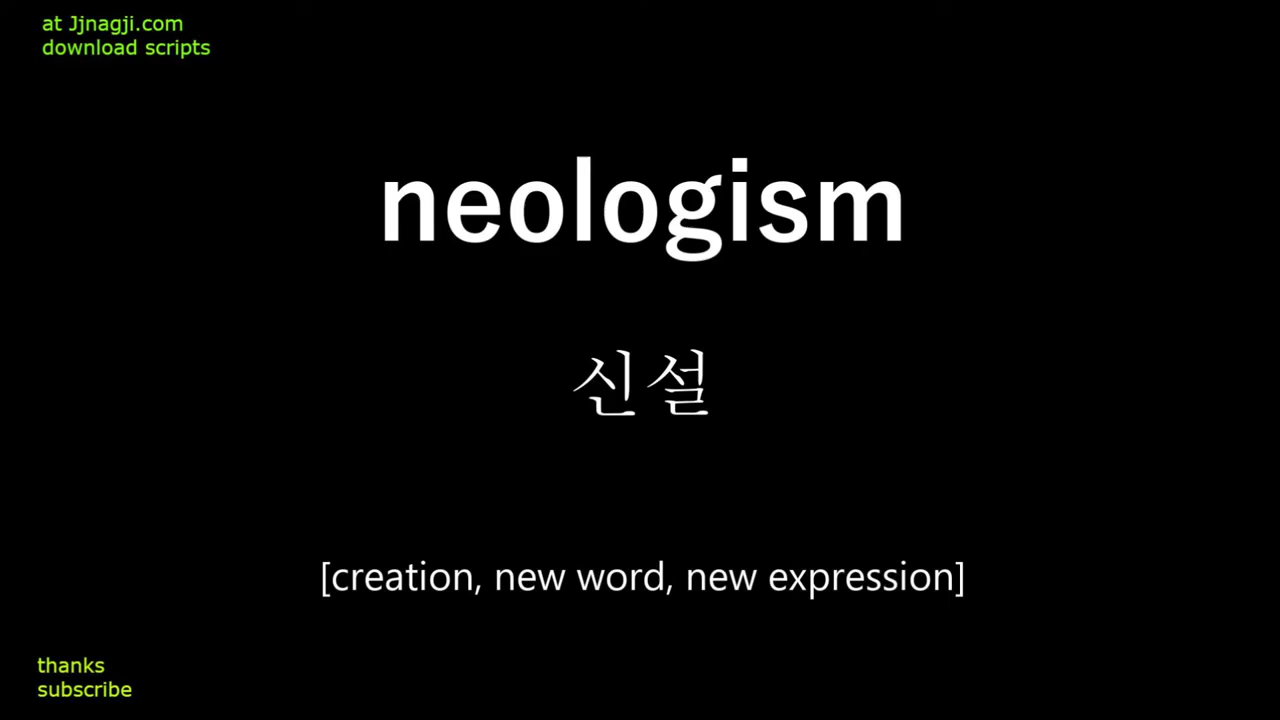 at Jjnagji.com
download scripts
neologism
신설
[creation, new word, new expression]
thanks
subscribe